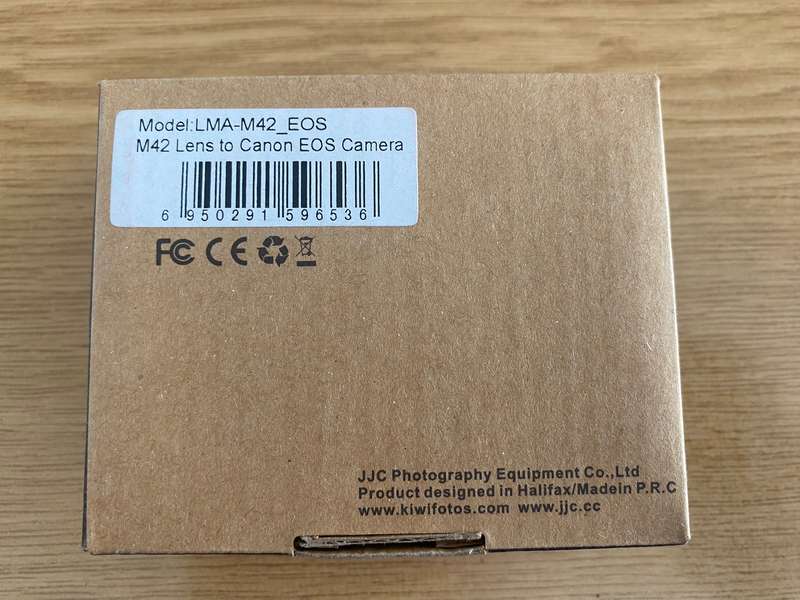 Model:LMA-M42_EOS
M42 Lens to Canon EOS Camera
6 950291 596536
FC CE
JJC Photography Equipment Co.,Ltd
Product designed in Halifax/Madein P.R.C
www.kiwifotos.com www.jjc.cc